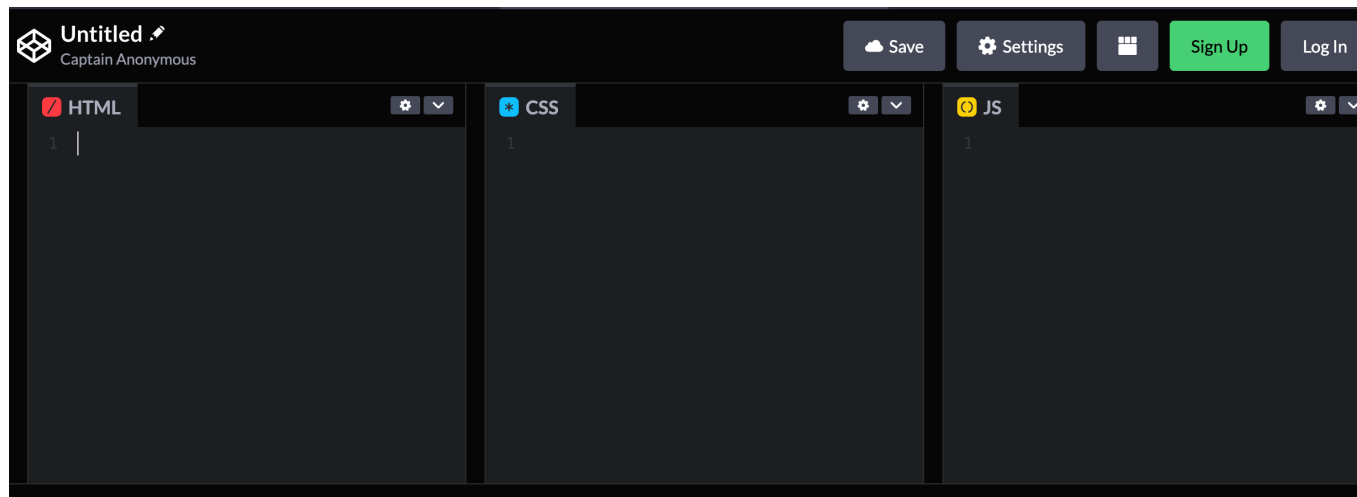 Untitled
Captain Anonymous
Save
Settings
Sign Up
Log In
HTML
CSS
JS
1
1
1